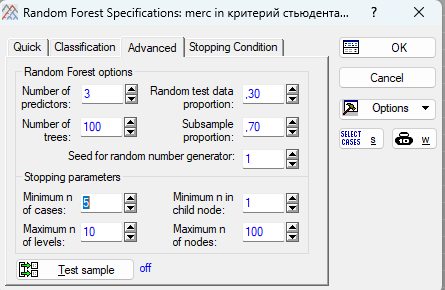 Random Forest Specifications: merc in критерий стьюдента...
Quick
Classification
Advanced
Stopping Condition
Random Forest options
Number of predictors: 3
Random test data proportion: ,30
Number of trees: 100
Subsample proportion: ,70
Seed for random number generator: 1
Stopping parameters
Minimum n of cases: 5
Minimum n in child node: 1
Maximum n of levels: 10
Maximum n of nodes: 100
Test sample off
OK
Cancel
Options
SELECT CASES S
W